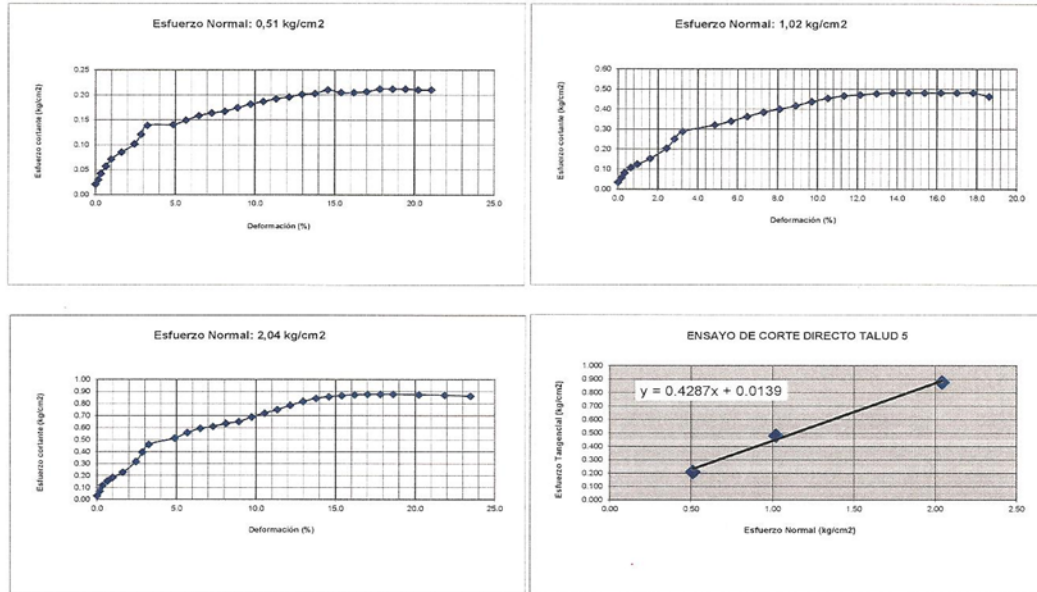 Esfuerzo Normal: 0,51 kg/cm2
Esfuerzo cortante (kg/cm2)
0.25
0.20
0.15
0.10
0.05
0.00
0.0 5.0 10.0 15.0 20.0 25.0
Deformación (%)
Esfuerzo Normal: 1,02 kg/cm2
Esfuerzo cortante (kg/cm2)
0.60
0.50
0.40
0.30
0.20
0.10
0.00
0.0 2.0 4.0 6.0 8.0 10.0 12.0 14.0 16.0 18.0 20.0
Deformación (%)
Esfuerzo Normal: 2,04 kg/cm2
Esfuerzo cortante (kg/cm2)
1.00
0.90
0.80
0.70
0.60
0.50
0.40
0.30
0.20
0.10
0.00
0.0 5.0 10.0 15.0 20.0 25.0
Deformación (%)
ENSAYO DE CORTE DIRECTO TALUD 5
Esfuerzo Tangencial (kg/cm2)
1.000
0.900
0.800
0.700
0.600
0.500
0.400
0.300
0.200
0.100
0.000
y = 0.4287x + 0.0139
0.00 0.50 1.00 1.50 2.00 2.50
Esfuerzo Normal (kg/cm2)